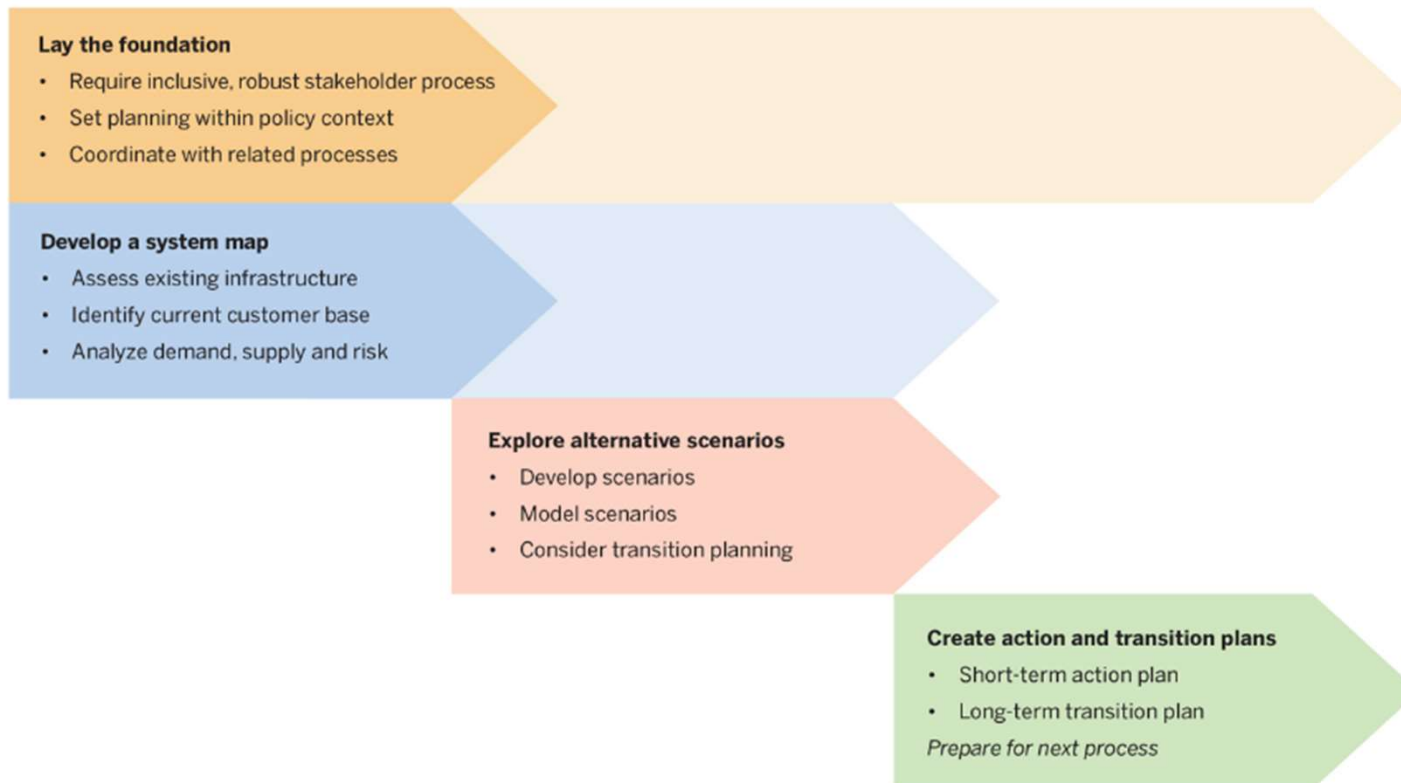 Lay the foundation
• Require inclusive, robust stakeholder process
• Set planning within policy context
• Coordinate with related processes
Develop a system map
• Assess existing infrastructure
• Identify current customer base
• Analyze demand, supply and risk
Explore alternative scenarios
• Develop scenarios
• Model scenarios
• Consider transition planning
Create action and transition plans
• Short-term action plan
• Long-term transition plan
Prepare for next process